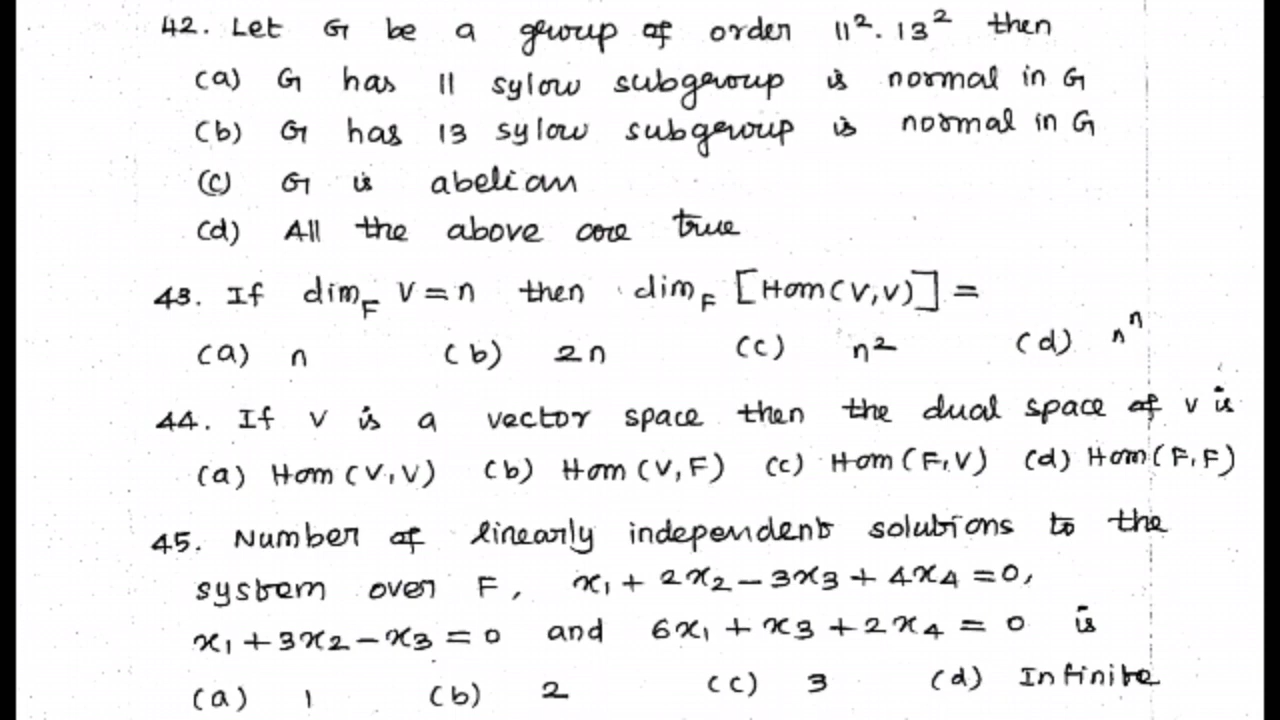 42. Let G be a group of order 11². 13² then
(a) G has 11 sylow subgroup is normal in G
(b) G has 13 sylow subgroup is normal in G
(c) G is abelian
(d) All the above are true
43. If dim_F V = n then dim_F [Hom(V,V)] =
(a) n (b) 2n (c) n² (d) nⁿ
44. If V is a vector space then the dual space of V is
(a) Hom (V,V) (b) Hom (V,F) (c) Hom (F,V) (d) Hom (F,F)
45. Number of linearly independent solutions to the
system over F, x₁ + 2x₂ − 3x₃ + 4x₄ = 0,
x₁ + 3x₂ − x₃ = 0 and 6x₁ + x₃ + 2x₄ = 0 is
(a) 1 (b) 2 (c) 3 (d) Infinite